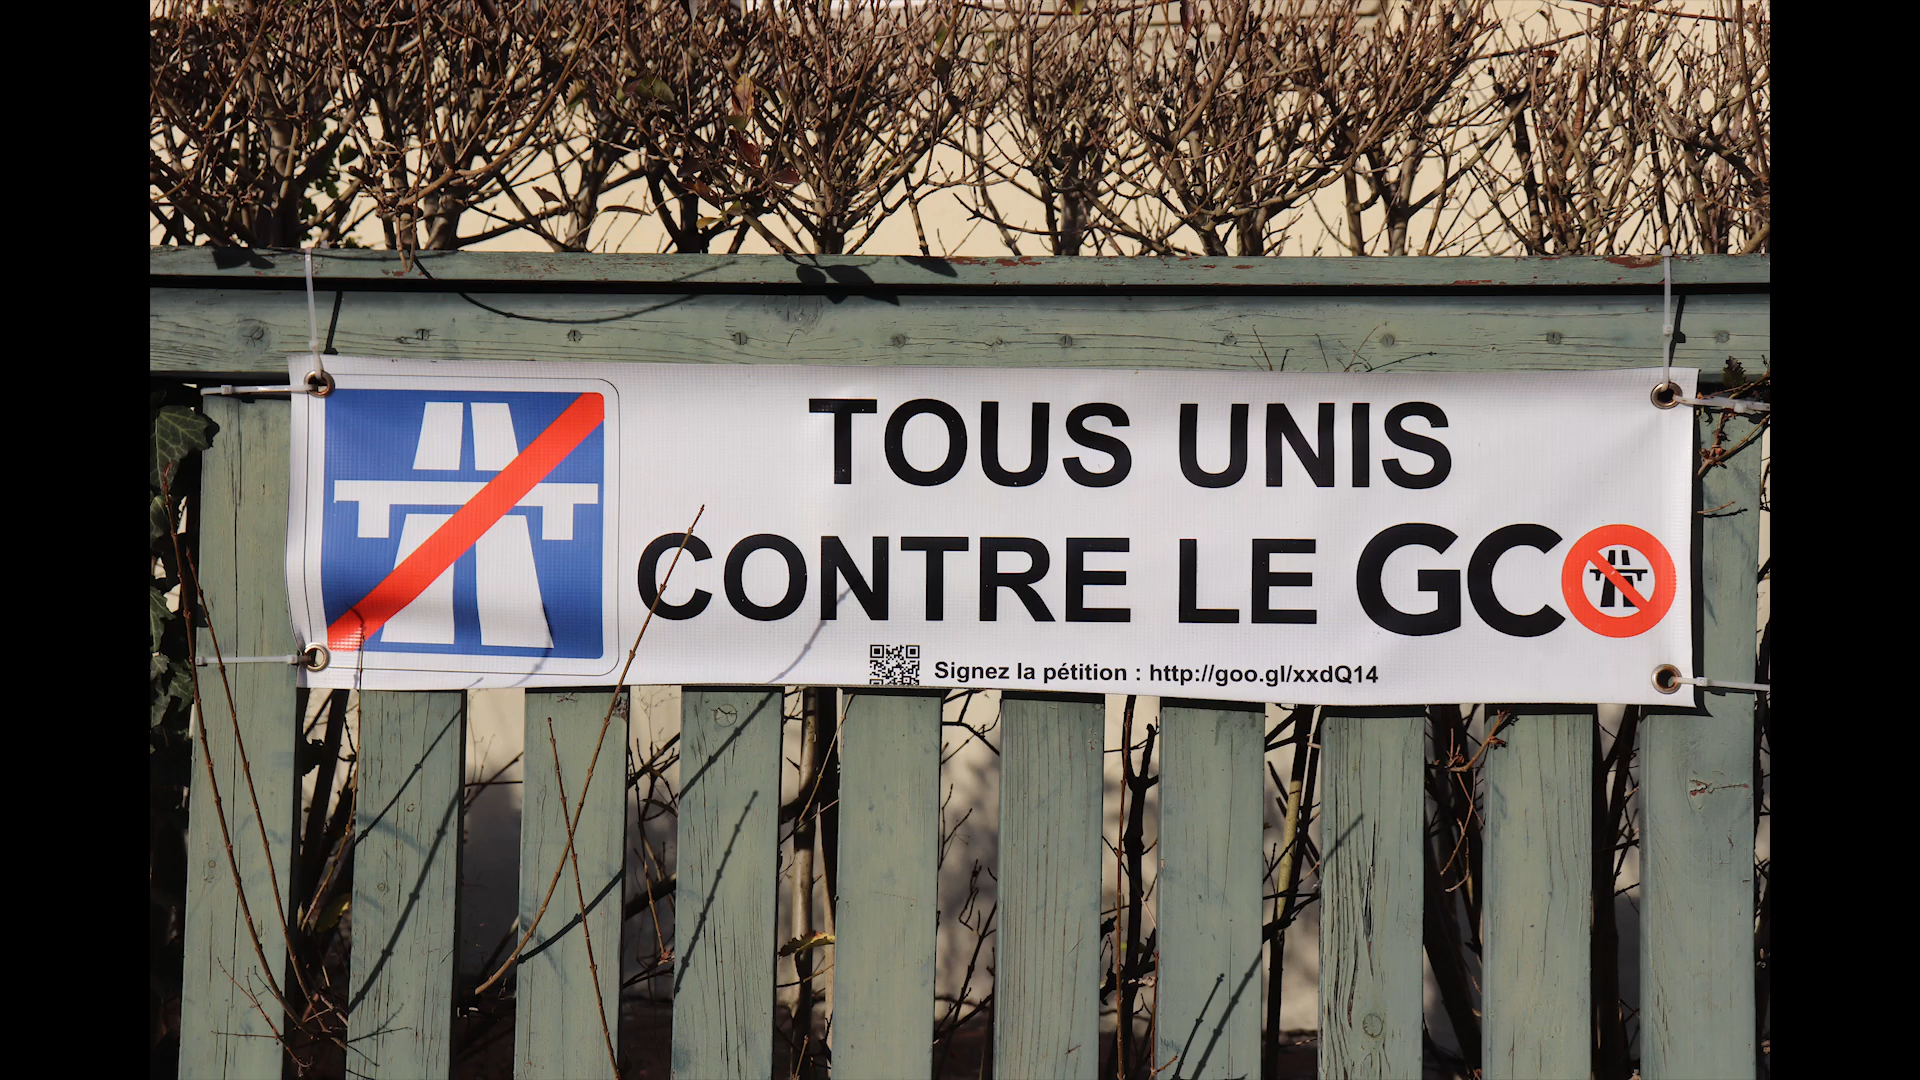 TOUS UNIS
CONTRE LE GCO
Signez la pétition : http://goo.gl/xxdQ14